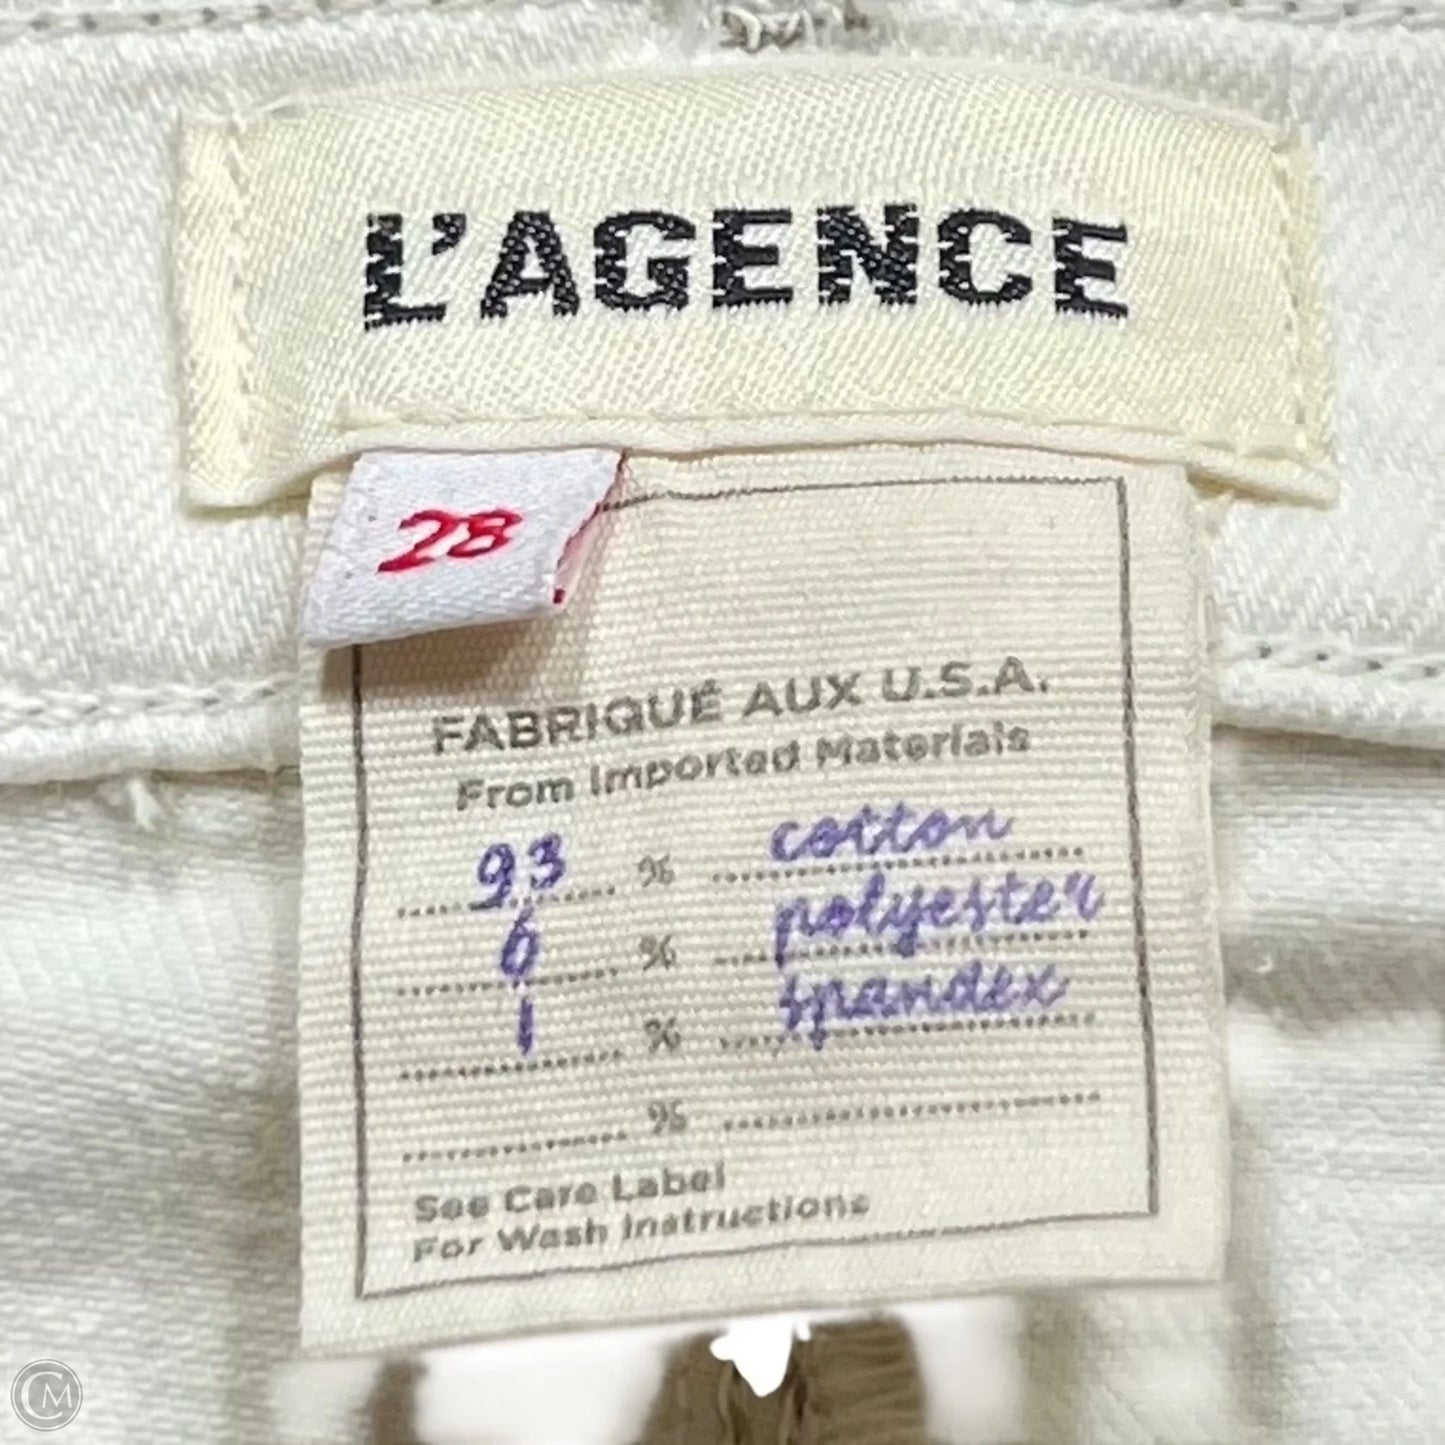 L'AGENCE
28
FABRIQUÉ AUX U.S.A.
From Imported Materials
93 % cotton
6 % polyester
1 % spandex
%
See Care Label
For Wash Instructions
CM